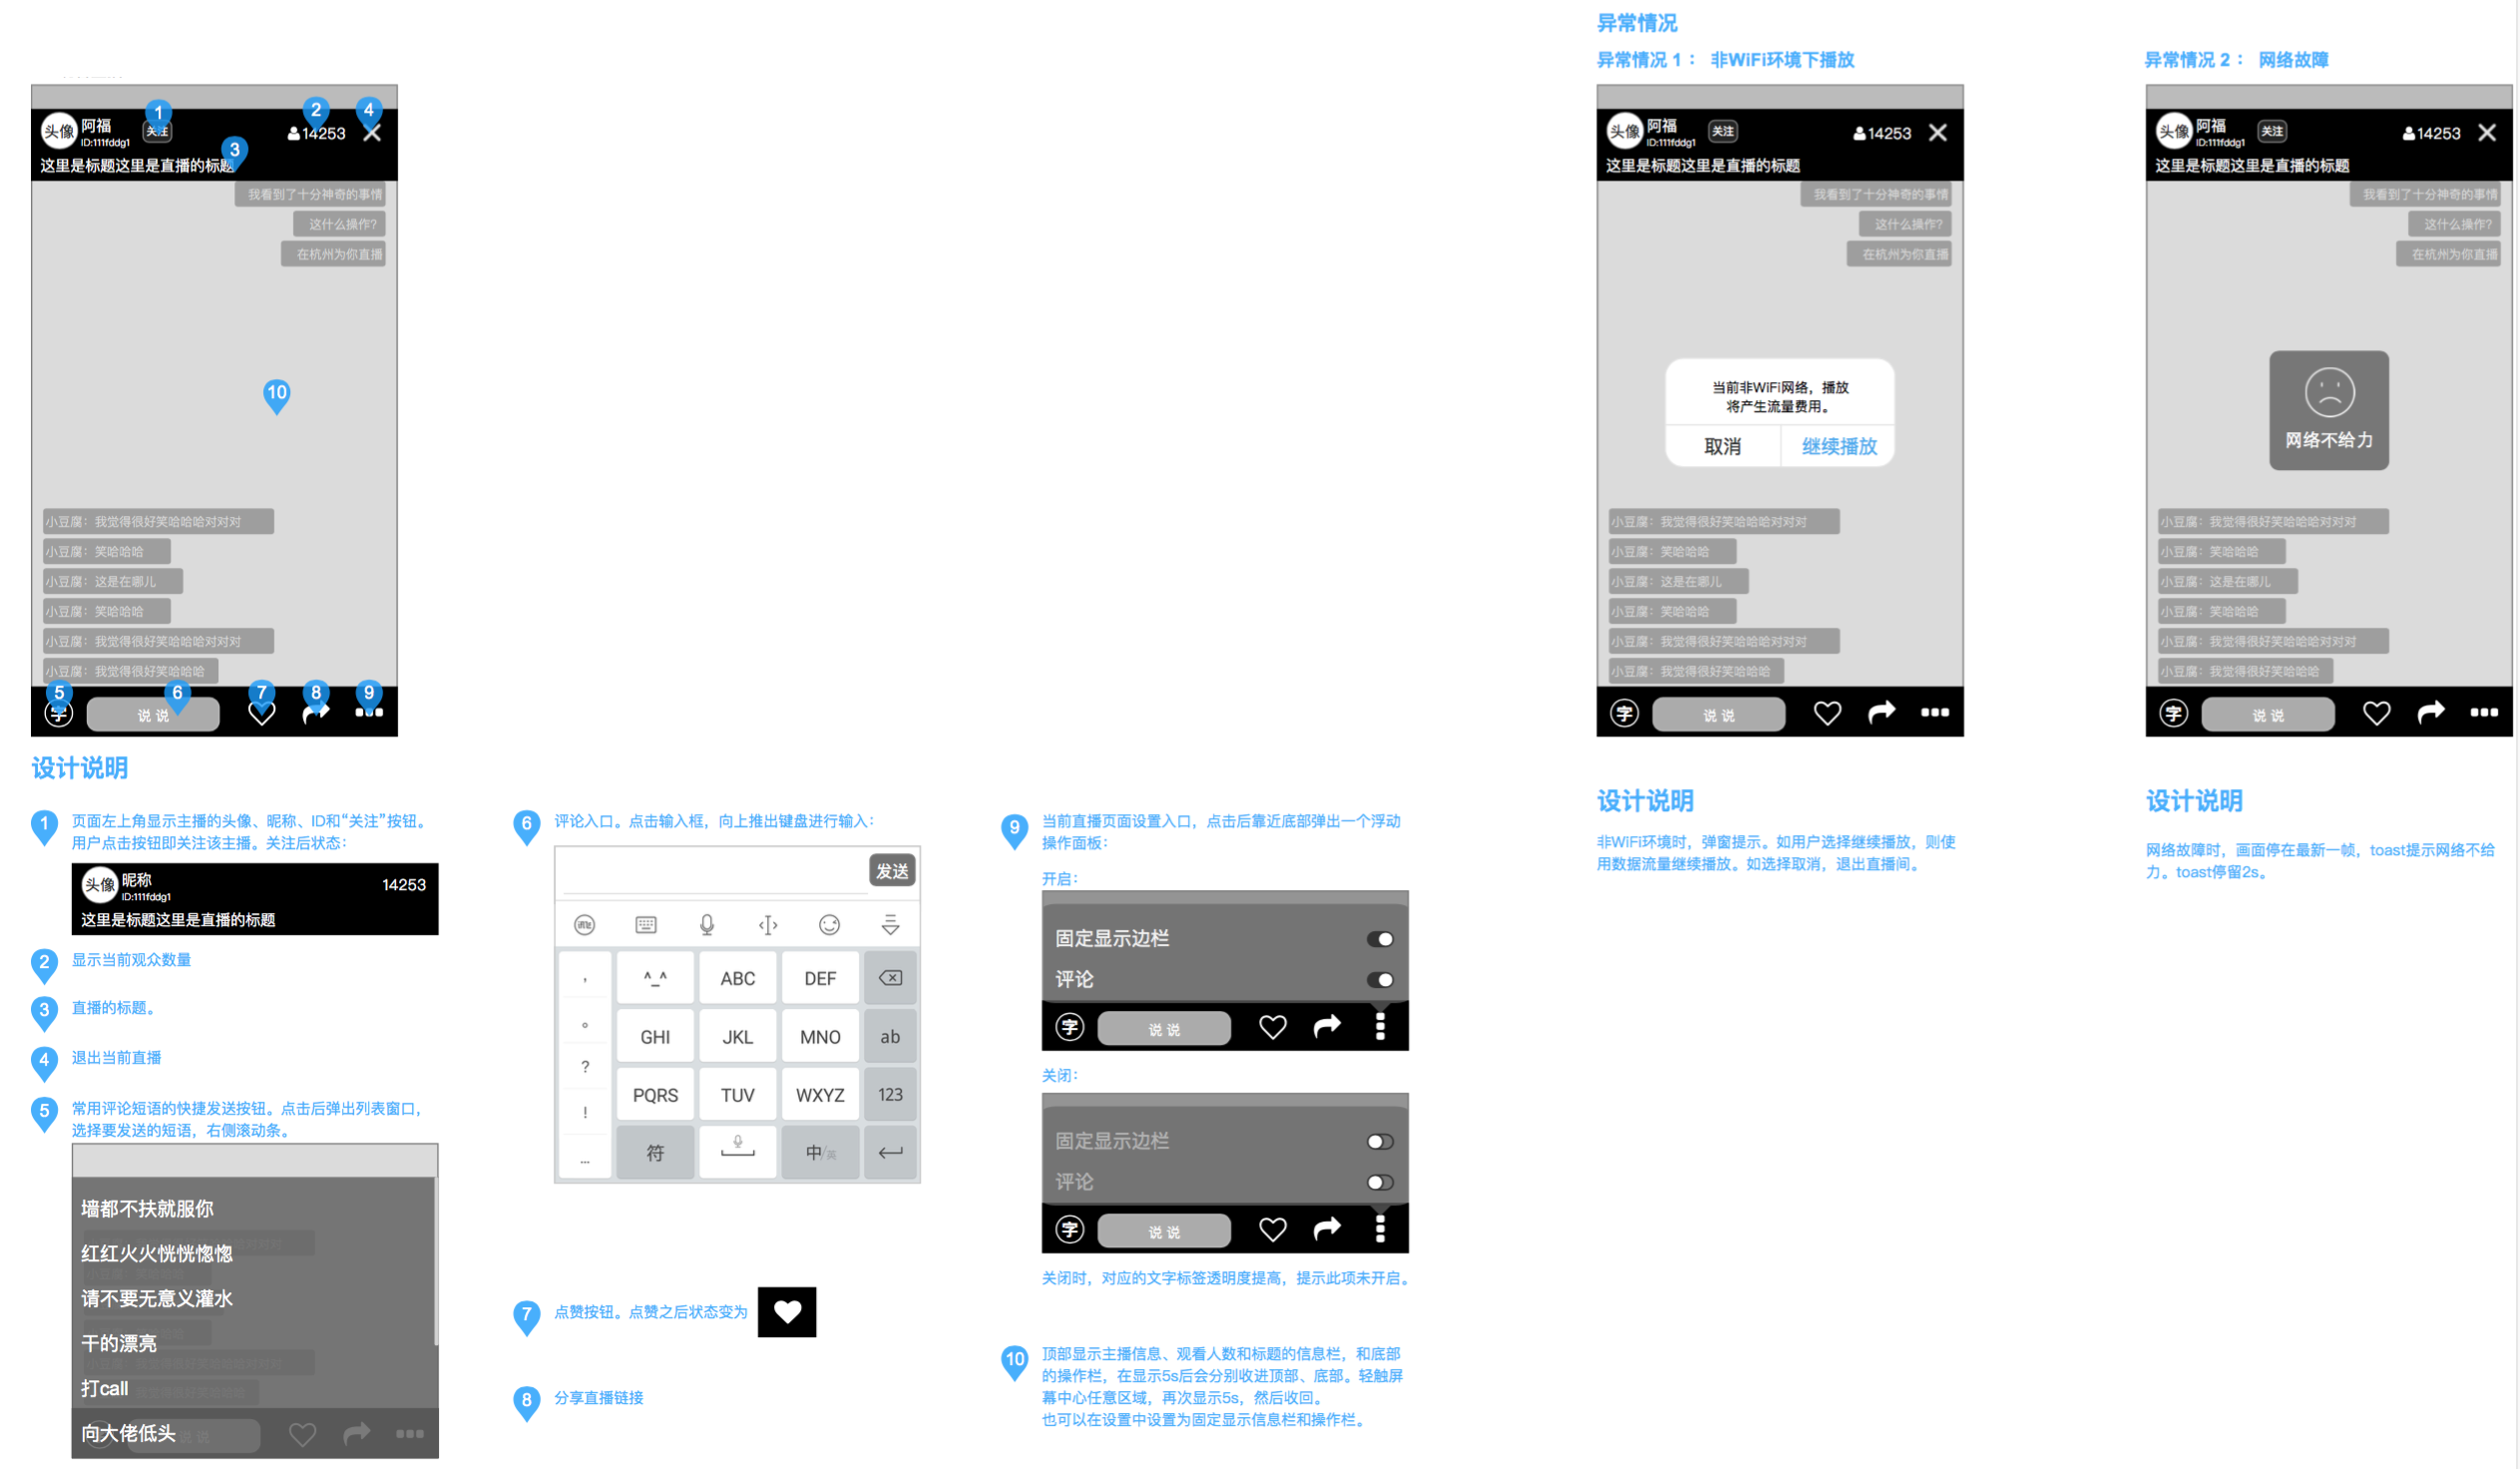 异常情况
异常情况 1： 非WiFi环境下播放
异常情况 2： 网络故障
头像
阿福
ID:111fddg1
1
关注
2
14253
4
3
这里是标题这里是直播的标题
我看到了十分神奇的事情
这什么操作?
在杭州为你直播
10
小豆腐：我觉得很好笑哈哈哈对对对
小豆腐：笑哈哈哈
小豆腐：这是在哪儿
小豆腐：笑哈哈哈
小豆腐：我觉得很好笑哈哈哈对对对
小豆腐：我觉得很好笑哈哈哈
5
6
7
8
9
字
说 说
头像
阿福
ID:111fddg1
关注
14253
这里是标题这里是直播的标题
我看到了十分神奇的事情
这什么操作?
在杭州为你直播
当前非WiFi网络，播放
将产生流量费用。
取消
继续播放
小豆腐：我觉得很好笑哈哈哈对对对
小豆腐：笑哈哈哈
小豆腐：这是在哪儿
小豆腐：笑哈哈哈
小豆腐：我觉得很好笑哈哈哈对对对
小豆腐：我觉得很好笑哈哈哈
字
说 说
头像
阿福
ID:111fddg1
关注
14253
这里是标题这里是直播的标题
我看到了十分神奇的事情
这什么操作?
在杭州为你直播
网络不给力
小豆腐：我觉得很好笑哈哈哈对对对
小豆腐：笑哈哈哈
小豆腐：这是在哪儿
小豆腐：笑哈哈哈
小豆腐：我觉得很好笑哈哈哈对对对
小豆腐：我觉得很好笑哈哈哈
字
说 说
设计说明
1
页面左上角显示主播的头像、昵称、ID和“关注”按钮。
用户点击按钮即关注该主播。关注后状态：
头像
昵称
ID:111fddg1
14253
这里是标题这里是直播的标题
2
显示当前观众数量
3
直播的标题。
4
退出当前直播
5
常用评论短语的快捷发送按钮。点击后弹出列表窗口，
选择要发送的短语，右侧滚动条。
墙都不扶就服你
红红火火恍恍惚惚
请不要无意义灌水
干的漂亮
打call
向大佬低头
说 说
6
评论入口。点击输入框，向上推出键盘进行输入：
发送
，
^_^
ABC
DEF
。
GHI
JKL
MNO
ab
?
PQRS
TUV
WXYZ
123
!
...
符
中/英
7
点赞按钮。点赞之后状态变为
8
分享直播链接
9
当前直播页面设置入口，点击后靠近底部弹出一个浮动
操作面板：
开启：
固定显示边栏
评论
字
说 说
关闭：
固定显示边栏
评论
字
说 说
关闭时，对应的文字标签透明度提高，提示此项未开启。
10
顶部显示主播信息、观看人数和标题的信息栏，和底部
的操作栏，在显示5s后会分别收进顶部、底部。轻触屏
幕中心任意区域，再次显示5s，然后收回。
也可以在设置中设置为固定显示信息栏和操作栏。
设计说明
非WiFi环境时，弹窗提示。如用户选择继续播放，则使
用数据流量继续播放。如选择取消，退出直播间。
设计说明
网络故障时，画面停在最新一帧，toast提示网络不给
力。toast停留2s。